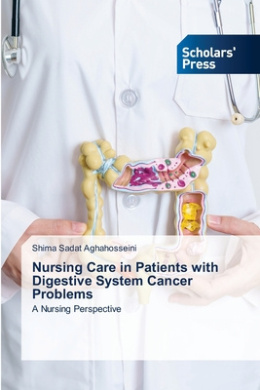 Scholars'
Press
Shima Sadat Aghahosseini
Nursing Care in Patients with
Digestive System Cancer
Problems
A Nursing Perspective